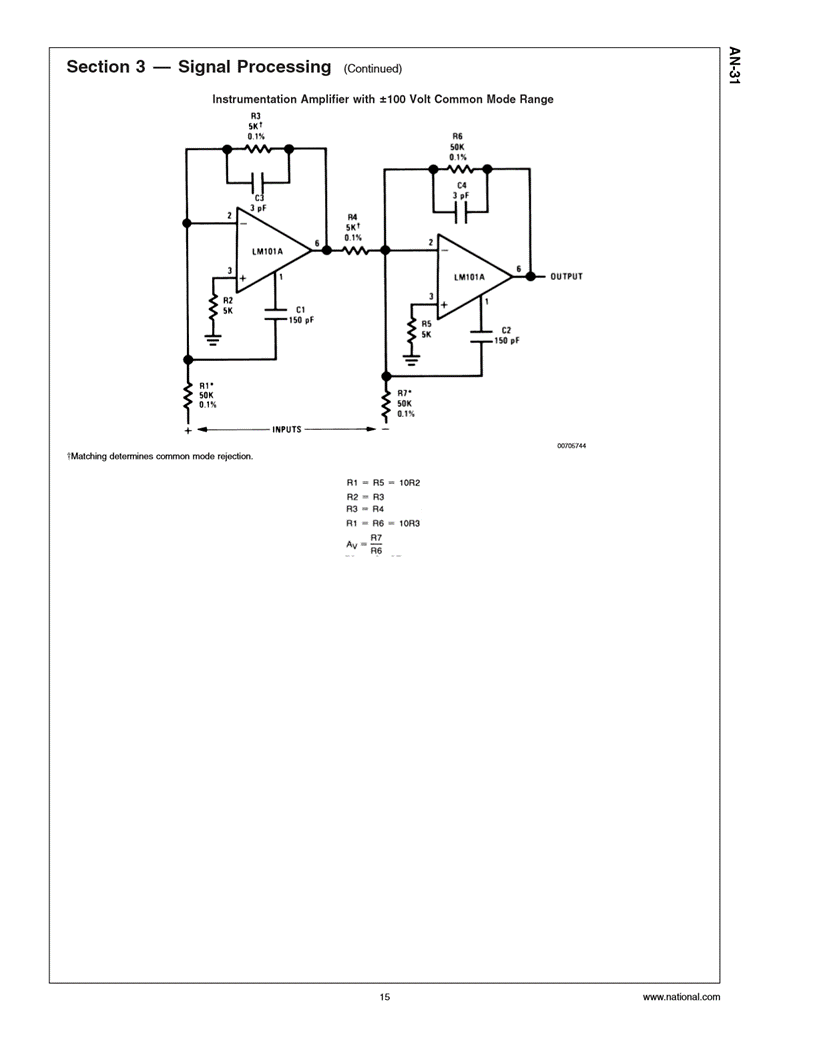 AN-31
Section 3 — Signal Processing (Continued)
Instrumentation Amplifier with ±100 Volt Common Mode Range
R3
5K†
0.1%
C3
3 pF
2
−
LM101A
6
3
+
1
R2
5K
C1
150 pF
R4
5K†
0.1%
R6
50K
0.1%
C4
3 pF
2
−
LM101A
6
OUTPUT
3
+
1
R5
5K
C2
150 pF
R1*
50K
0.1%
R7*
50K
0.1%
+ INPUTS −
00705744
†Matching determines common mode rejection.
R1 = R5 = 10R2
R2 = R3
R3 = R4
R1 = R6 = 10R3
AV = R7
R6
15 www.national.com